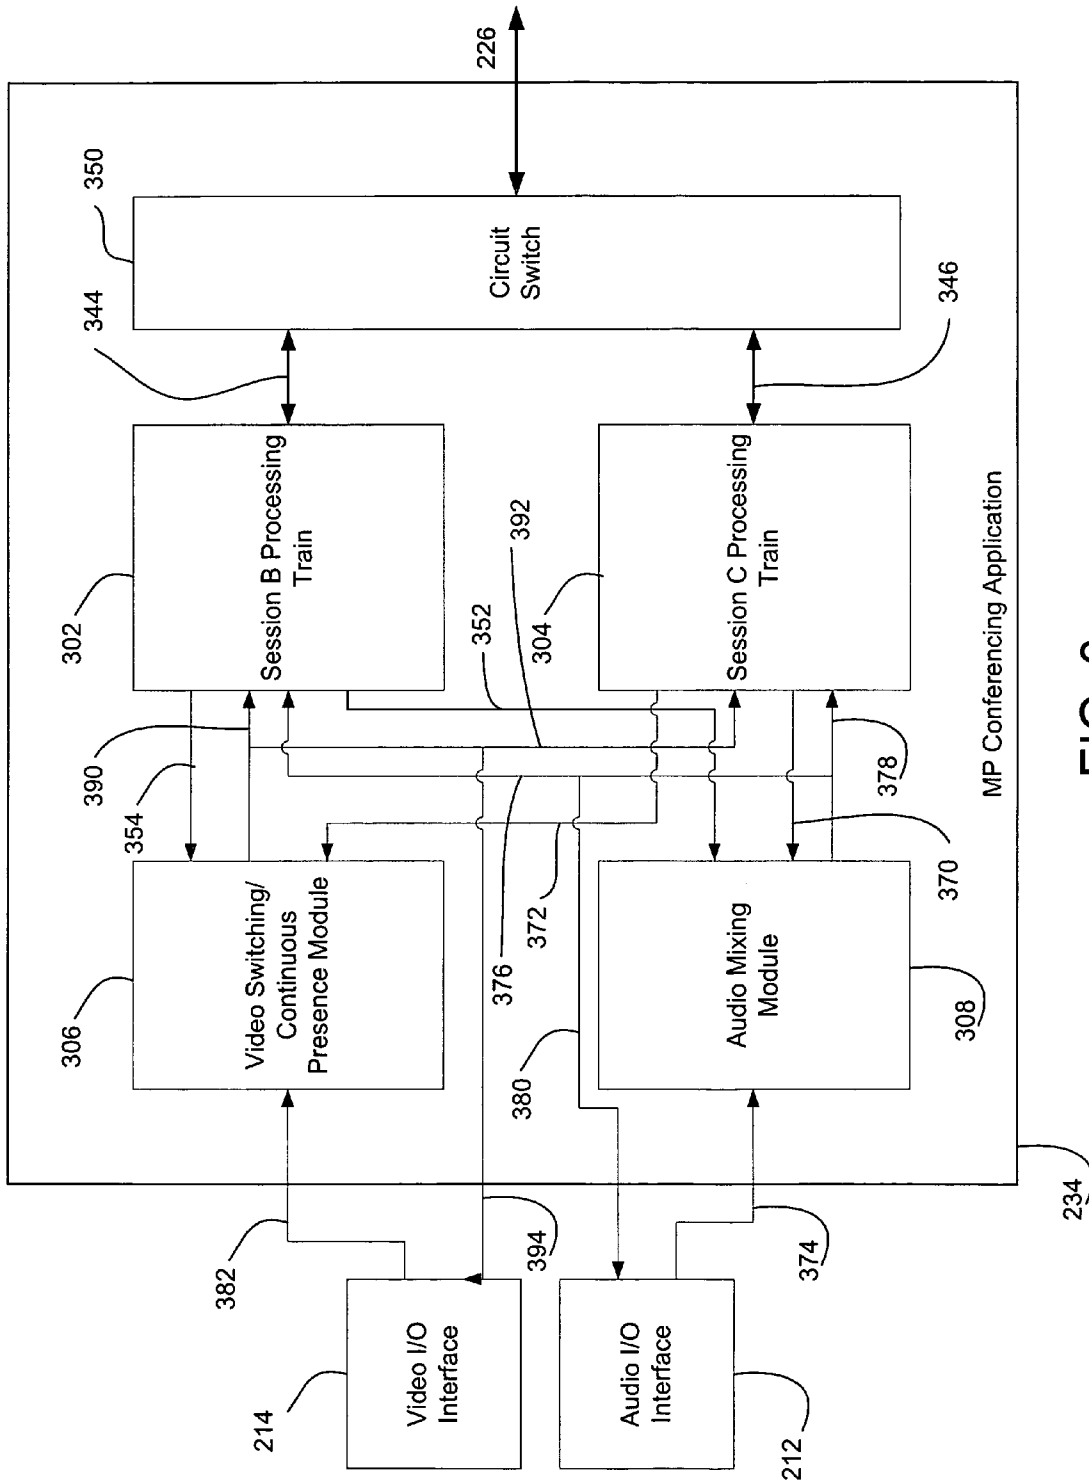 350
344
302
390
354
306
382
214
226
Circuit
Switch
Session B Processing
Train
Video Switching/
Continuous
Presence Module
Video I/O
Interface
352
392
376
372
380
394
304
346
Session C Processing
Train
Audio Mixing
Module
Audio I/O
Interface
378
370
308
374
212
MP Conferencing Application
234
FIG.